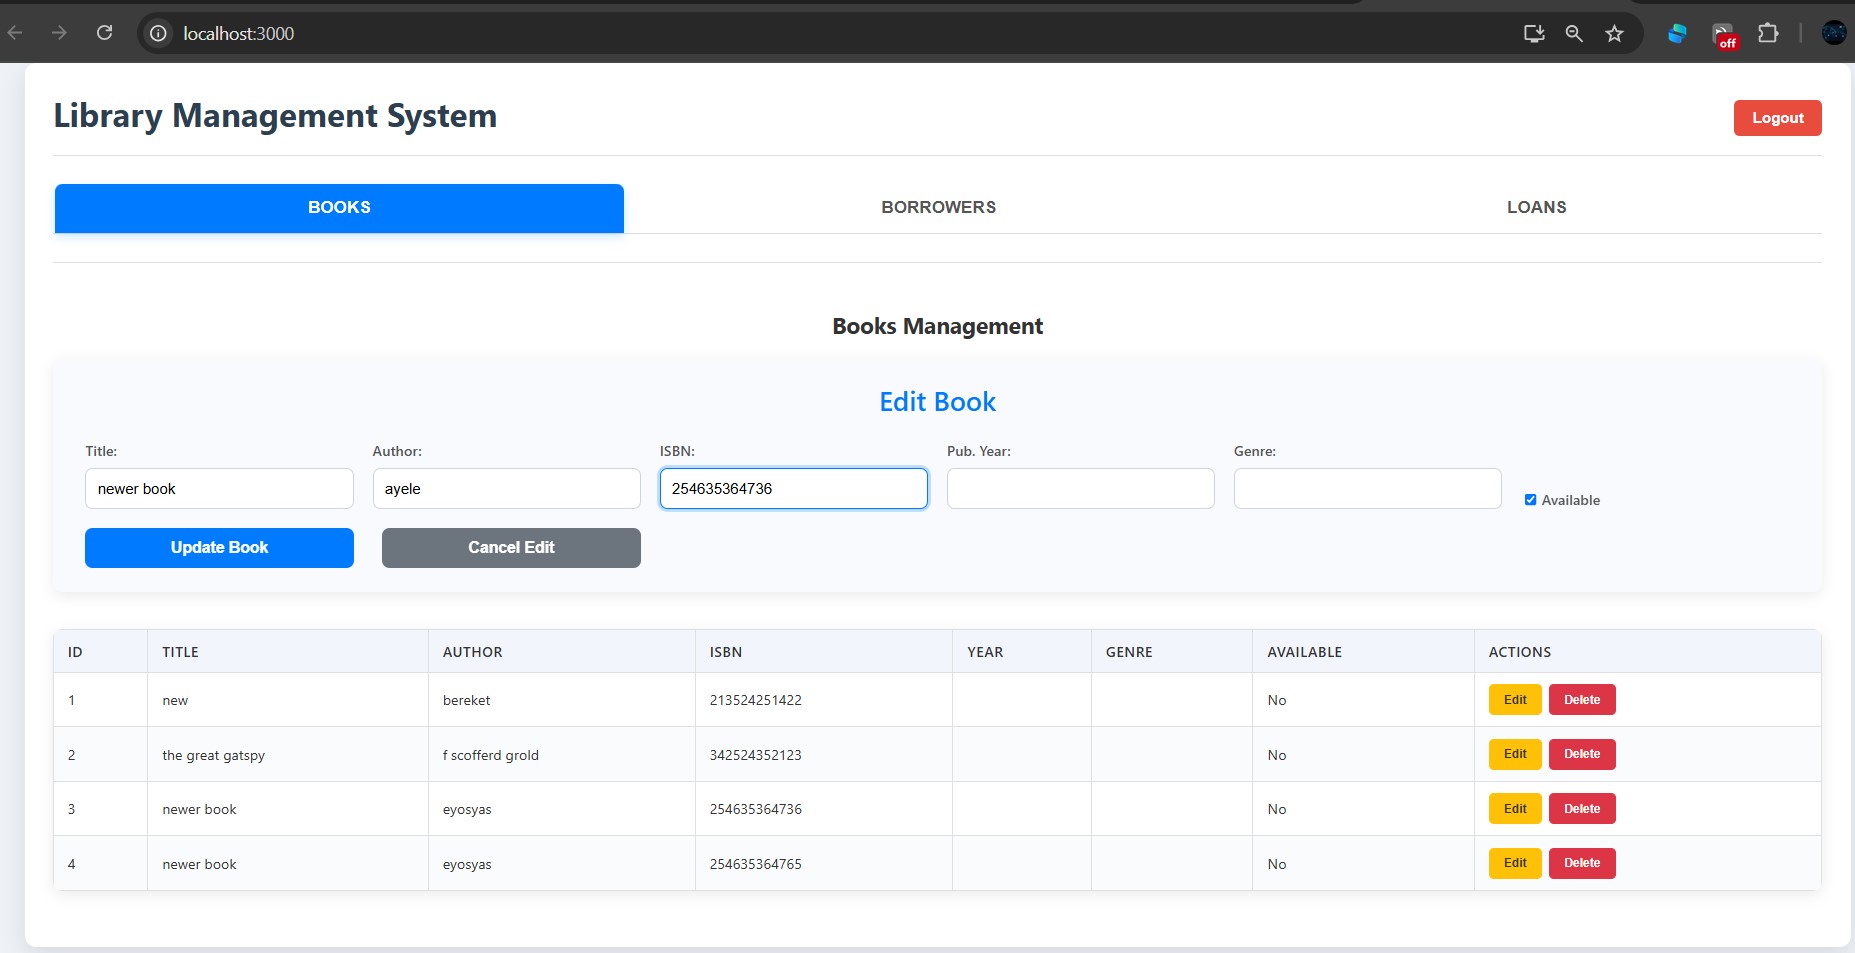 localhost:3000
off
Library Management System
Logout
BOOKS
BORROWERS
LOANS
Books Management
Edit Book
Title: Author: ISBN: Pub. Year: Genre:
newer book ayele 254635364736 Available
Update Book Cancel Edit
ID TITLE AUTHOR ISBN YEAR GENRE AVAILABLE ACTIONS
1 new bereket 213524251422 No Edit Delete
2 the great gatspy f scofferd grold 342524352123 No Edit Delete
3 newer book eyosyas 254635364736 No Edit Delete
4 newer book eyosyas 254635364765 No Edit Delete